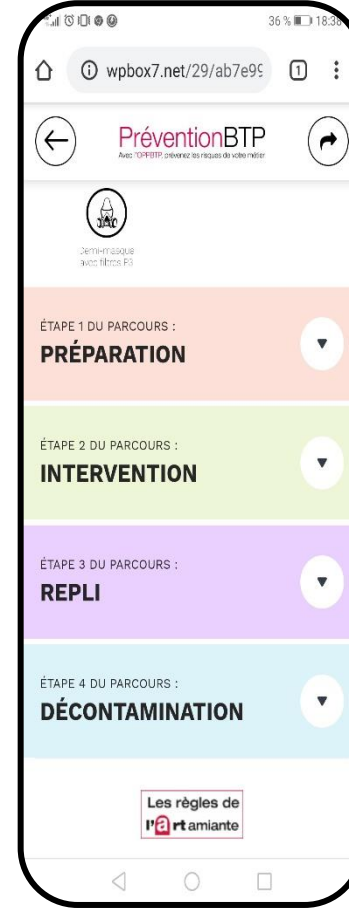 36 % 18:38
wpbox7.net/29/ab7e99
1
PréventionBTP
Avec l'OPPBTP, prévenez les risques de votre métier
Demi-masque
avec filtres P3
ÉTAPE 1 DU PARCOURS :
PRÉPARATION
ÉTAPE 2 DU PARCOURS :
INTERVENTION
ÉTAPE 3 DU PARCOURS :
REPLI
ÉTAPE 4 DU PARCOURS :
DÉCONTAMINATION
Les règles de
l'art amiante